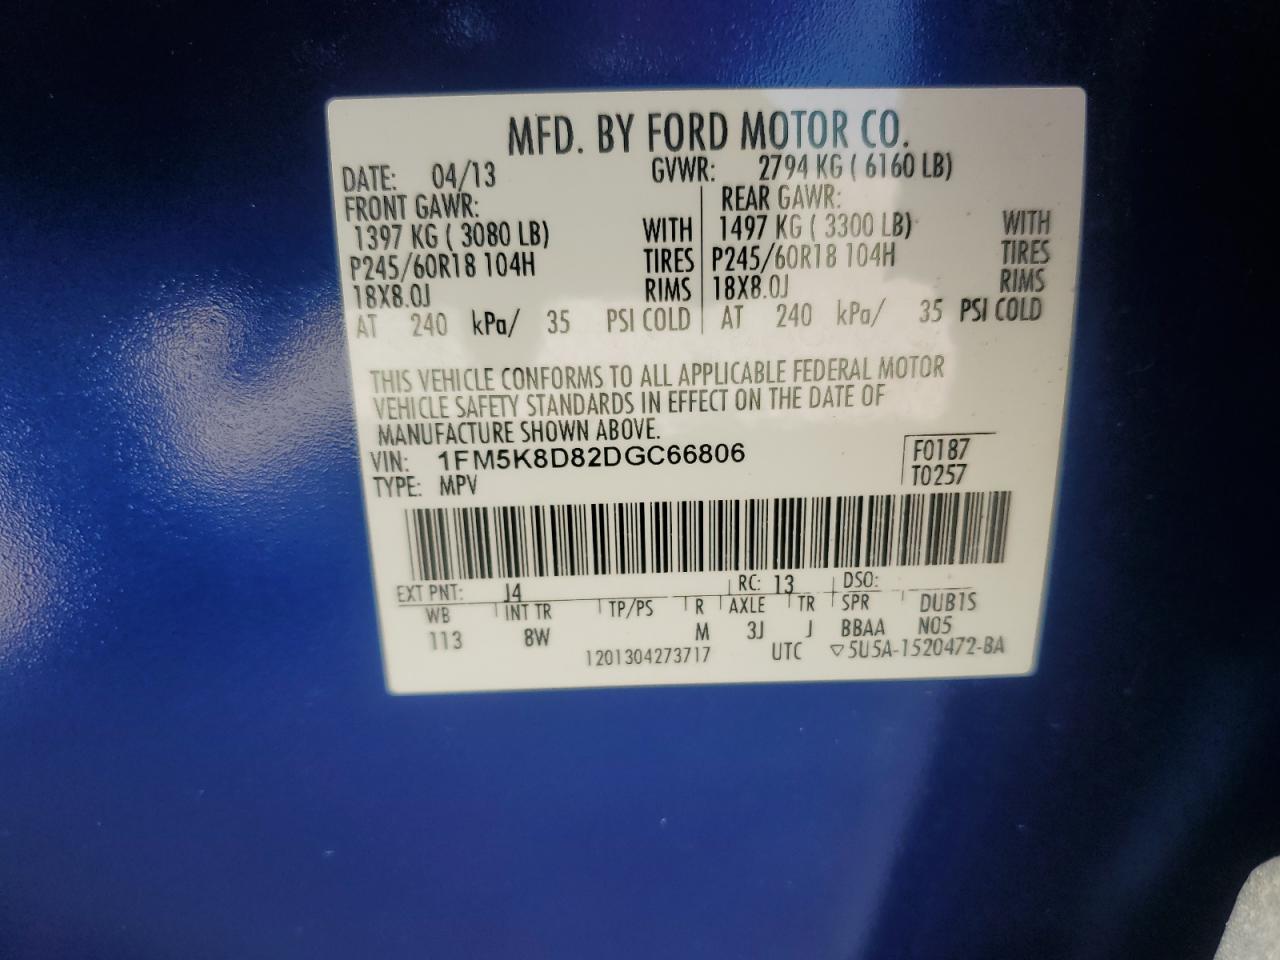 MFD. BY FORD MOTOR CO.
DATE: 04/13 GVWR: 2794 KG ( 6160 LB)
FRONT GAWR: REAR GAWR:
1397 KG ( 3080 LB) WITH 1497 KG ( 3300 LB) WITH
P245/60R18 104H TIRES P245/60R18 104H TIRES
18X8.0J RIMS 18X8.0J RIMS
AT 240 kPa/ 35 PSI COLD AT 240 kPa/ 35 PSI COLD
THIS VEHICLE CONFORMS TO ALL APPLICABLE FEDERAL MOTOR
VEHICLE SAFETY STANDARDS IN EFFECT ON THE DATE OF
MANUFACTURE SHOWN ABOVE.
VIN: 1FM5K8D82DGC66806 F0187
TYPE: MPV T0257
EXT PNT: J4 RC: 13 DSO:
WB INT TR TP/PS R AXLE TR SPR DUB1S
113 8W M 3J J BBAA N05
1201304273717 UTC ▽5U5A-1520472-BA